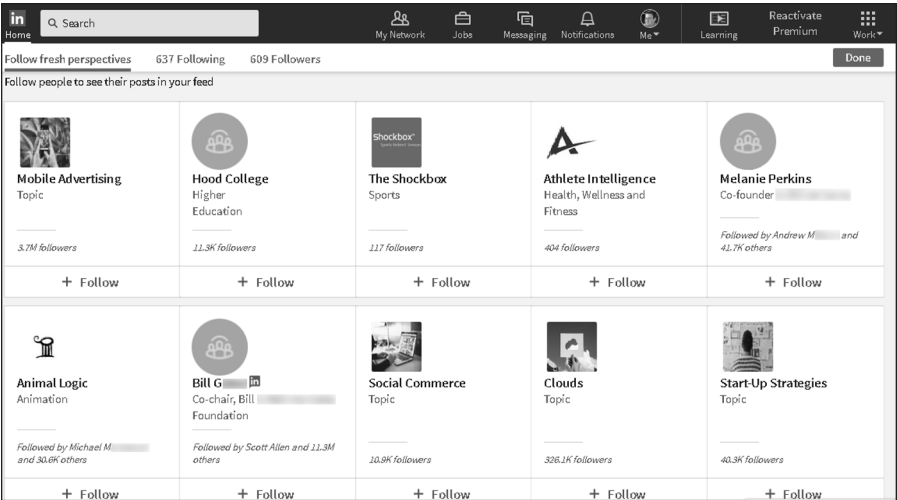 in
Search
Home
My Network
Jobs
Messaging
Notifications
Me
Learning
Reactivate
Premium
Work
Follow fresh perspectives
637 Following
609 Followers
Done
Follow people to see their posts in your feed
Mobile Advertising
Topic
3.7M followers
+ Follow
Hood College
Higher
Education
11.3K followers
+ Follow
Shockbox™
The Shockbox
Sports
117 followers
+ Follow
Athlete Intelligence
Health, Wellness and
Fitness
404 followers
+ Follow
Melanie Perkins
Co-founder
Followed by Andrew M and
41.7K others
+ Follow
Animal Logic
Animation
Followed by Michael M
and 30.6K others
+ Follow
Bill G in
Co-chair, Bill
Foundation
Followed by Scott Allen and 11.3M
others
+ Follow
Social Commerce
Topic
10.9K followers
+ Follow
Clouds
Topic
326.1K followers
+ Follow
Start-Up Strategies
Topic
40.3K followers
+ Follow